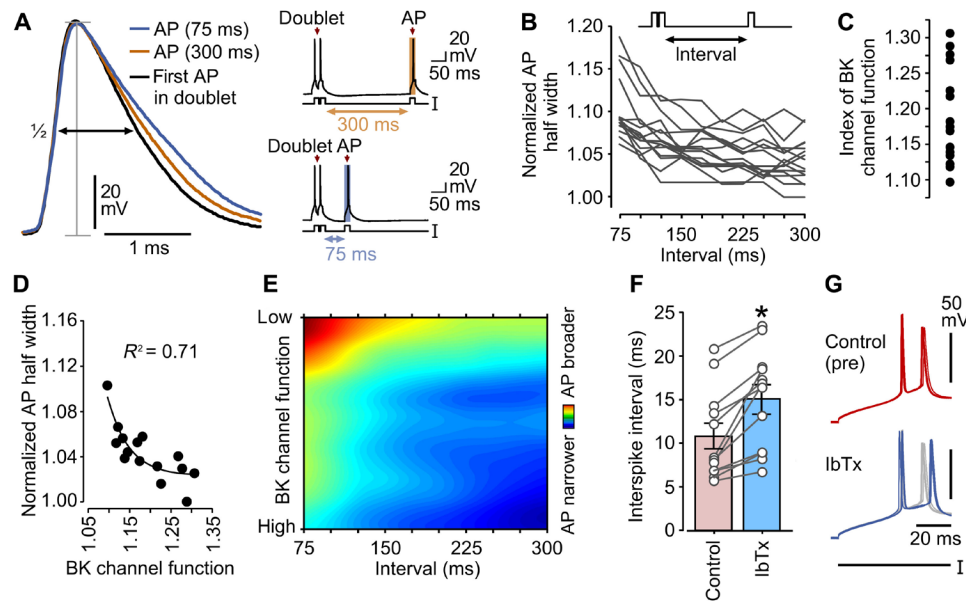 A
AP (75 ms)
AP (300 ms)
First AP
in doublet
½
20
mV
1 ms
Doublet
AP
20
mV
50 ms
I
300 ms
Doublet AP
20
mV
50 ms
I
75 ms
B
Normalized AP
half width
1.20
1.15
1.10
1.05
1.00
Interval
75
150
225
300
Interval (ms)
C
Index of BK
channel function
1.30
1.25
1.20
1.15
1.10
D
Normalized AP half width
1.16
1.12
1.08
1.04
1.00
R² = 0.71
1.05
1.15
1.25
1.35
BK channel function
E
BK channel function
Low
High
75
150
225
300
Interval (ms)
AP narrower
AP broader
F
Interspike interval (ms)
25
20
15
10
5
0
*
Control
IbTx
G
Control
(pre)
50
mV
IbTx
20 ms
I